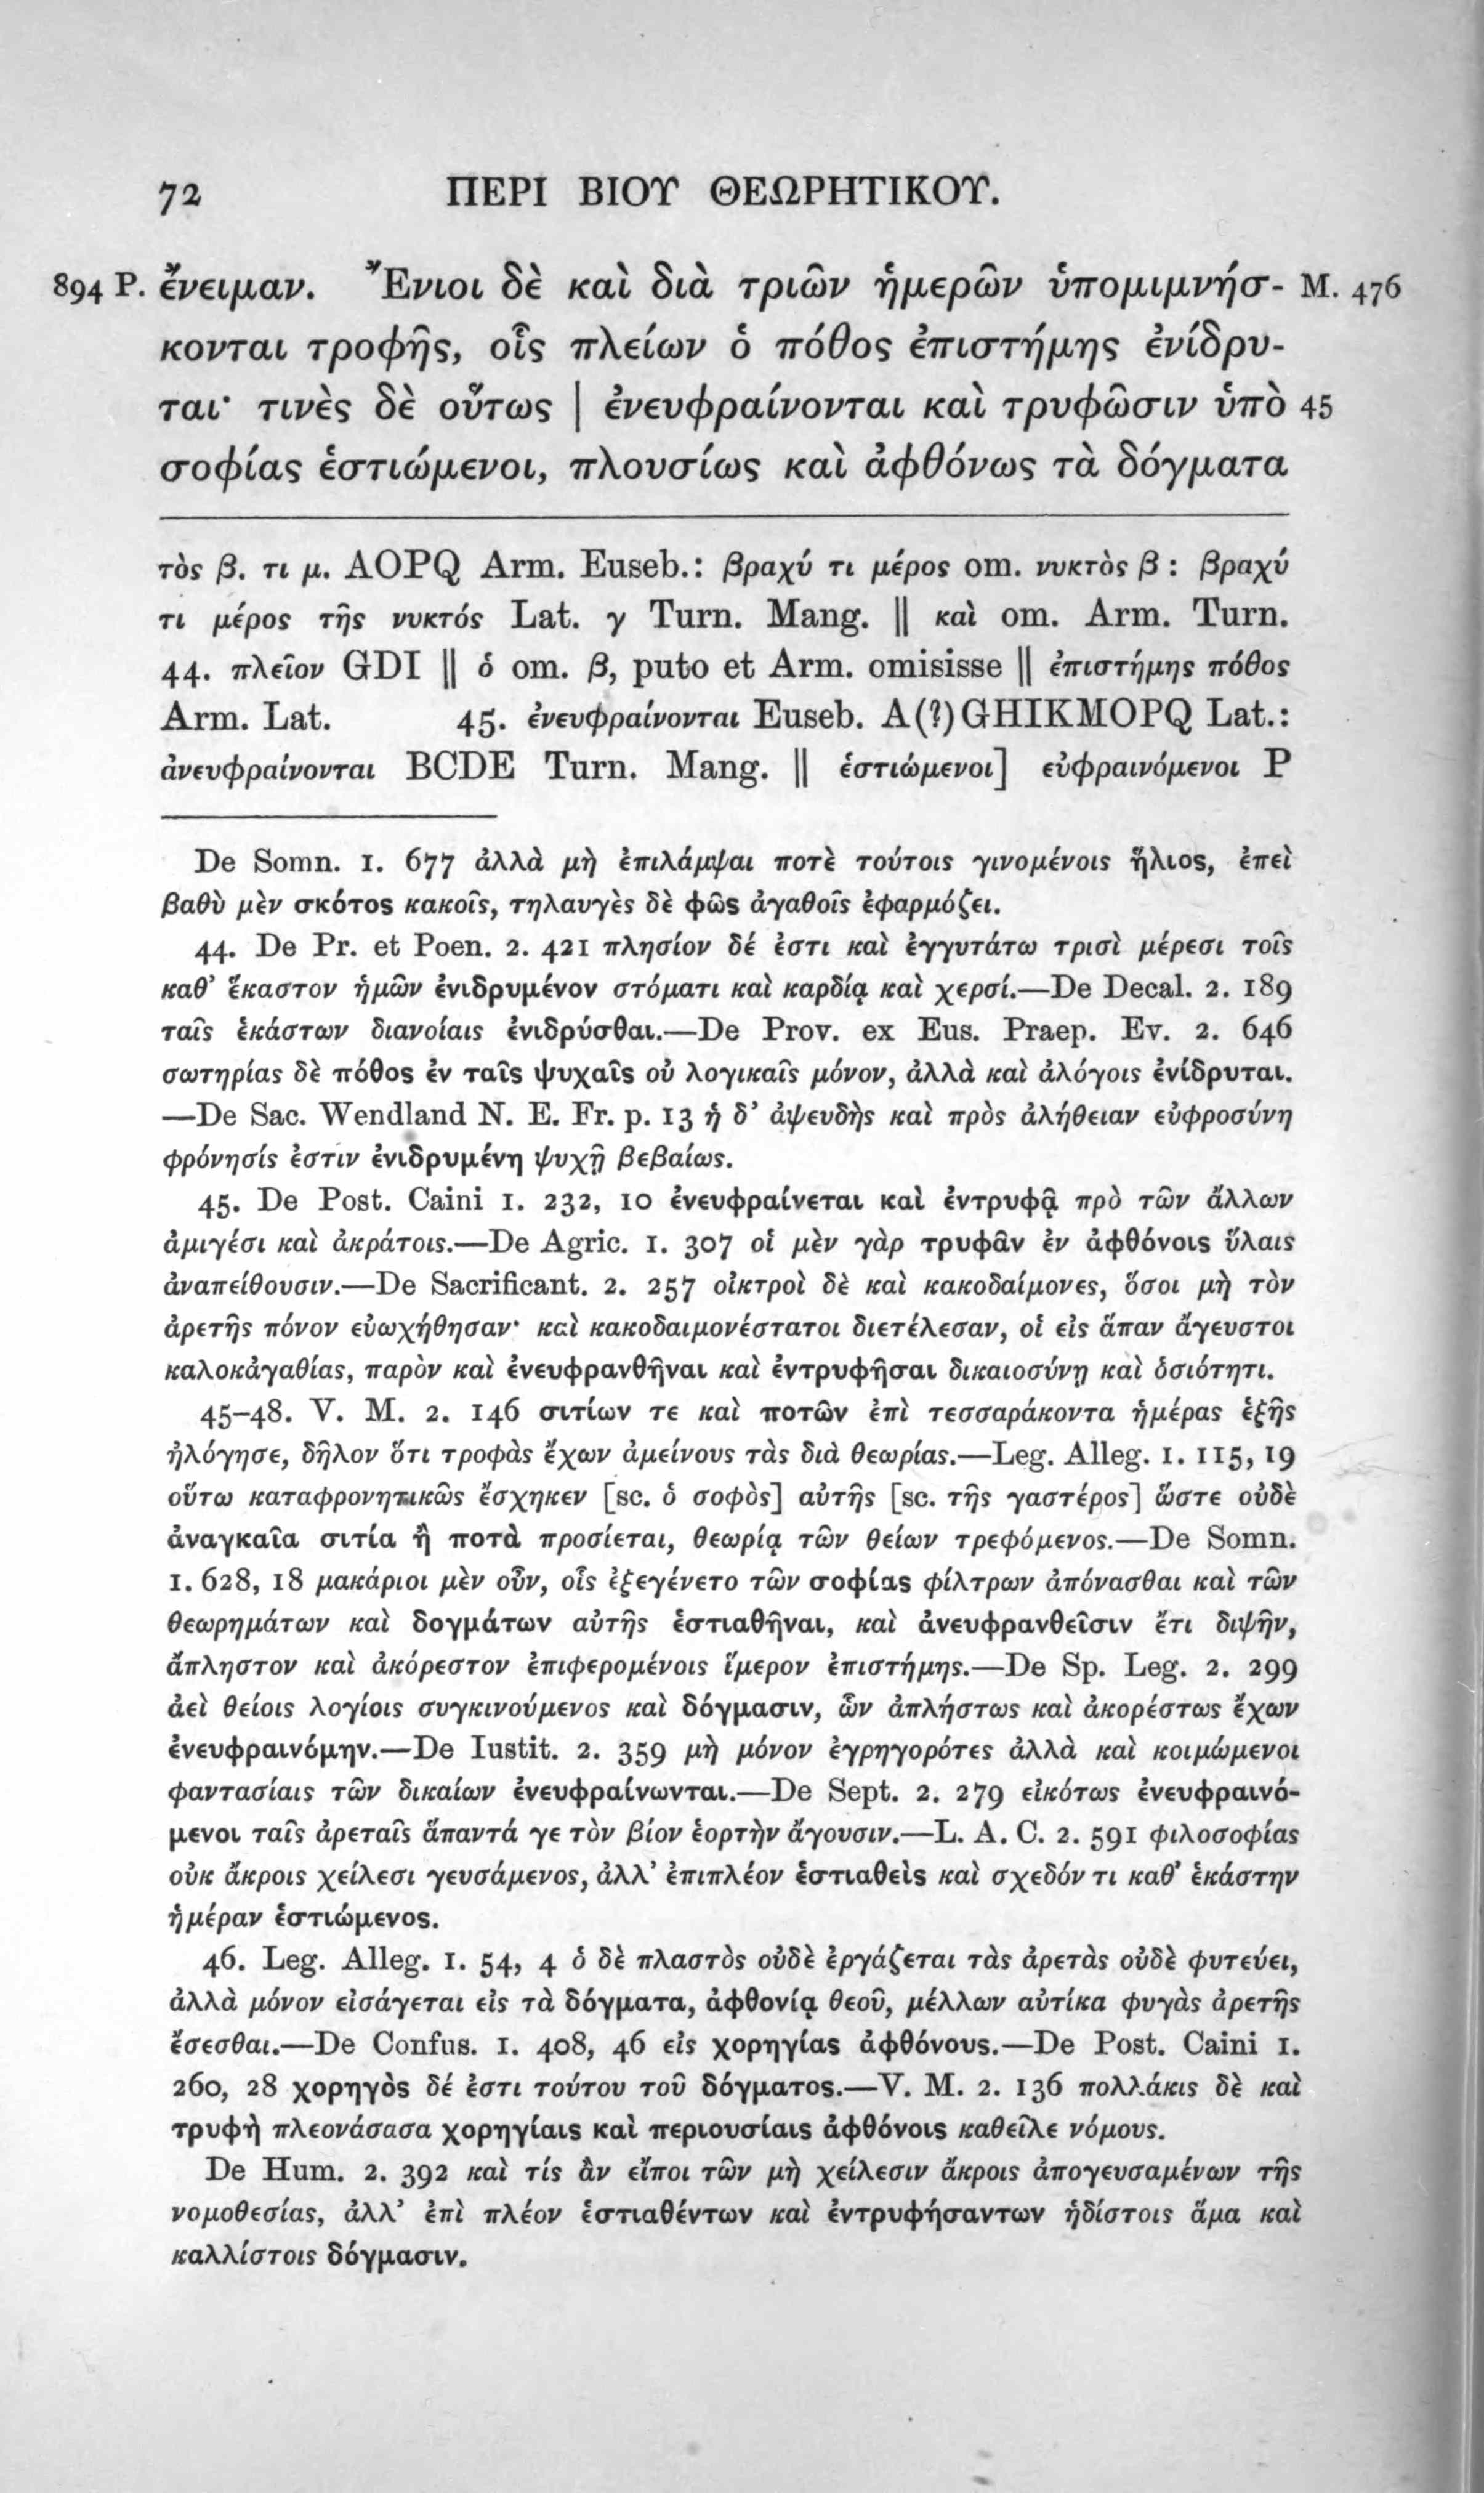 72 ΠΕΡΙ ΒΙΟΥ ΘΕΩΡΗΤΙΚΟΥ.
894 P. ἔνειμαν. Ἔνιοι δὲ καὶ διὰ τριῶν ἡμερῶν ὑπομιμνήσ- M. 476
κονται τροφῆς, οἷς πλείων ὁ πόθος ἐπιστήμης ἐνίδρυ-
ται· τινὲς δὲ οὕτως | ἐνευφραίνονται καὶ τρυφῶσιν ὑπὸ 45
σοφίας ἑστιώμενοι, πλουσίως καὶ ἀφθόνως τὰ δόγματα
τὸς β. τι μ. AOPQ Arm. Euseb.: βραχύ τι μέρος om. νυκτὸς β : βραχύ
τι μέρος τῆς νυκτός Lat. γ Turn. Mang. || καὶ om. Arm. Turn.
44. πλεῖον GDI || ὁ om. β, puto et Arm. omisisse || ἐπιστήμης πόθος
Arm. Lat. 45. ἐνευφραίνονται Euseb. A(?)GHIKMOPQ Lat.:
ἀνευφραίνονται BCDE Turn. Mang. || ἑστιώμενοι] εὐφραινόμενοι P
De Somn. 1. 677 ἀλλὰ μὴ ἐπιλάμψαι ποτὲ τούτοις γινομένοις ἥλιος, ἐπεὶ
βαθὺ μὲν σκότος κακοῖς, τηλαυγὲς δὲ φῶς ἀγαθοῖς ἐφαρμόζει.
44. De Pr. et Poen. 2. 421 πλησίον δέ ἐστι καὶ ἐγγυτάτω τρισὶ μέρεσι τοῖς
καθ’ ἕκαστον ἡμῶν ἐνιδρυμένον στόματι καὶ καρδίᾳ καὶ χερσί.—De Decal. 2. 189
ταῖς ἑκάστων διανοίαις ἐνιδρύσθαι.—De Prov. ex Eus. Praep. Ev. 2. 646
σωτηρίας δὲ πόθος ἐν ταῖς ψυχαῖς οὐ λογικαῖς μόνον, ἀλλὰ καὶ ἀλόγοις ἐνίδρυται.
—De Sac. Wendland N. E. Fr. p. 13 ἡ δ’ ἀψευδὴς καὶ πρὸς ἀλήθειαν εὐφροσύνη
φρόνησίς ἐστιν ἐνιδρυμένη ψυχῇ βεβαίως.
45. De Post. Caini 1. 232, 10 ἐνευφραίνεται καὶ ἐντρυφᾷ πρὸ τῶν ἄλλων
ἀμιγέσι καὶ ἀκράτοις.—De Agric. 1. 307 οἱ μὲν γὰρ τρυφᾶν ἐν ἀφθόνοις ὕλαις
ἀναπείθουσιν.—De Sacrificant. 2. 257 οἰκτροὶ δὲ καὶ κακοδαίμονες, ὅσοι μὴ τὸν
ἀρετῆς πόνον εὐωχήθησαν· καὶ κακοδαιμονέστατοι διετέλεσαν, οἱ εἰς ἅπαν ἄγευστοι
καλοκἀγαθίας, παρὸν καὶ ἐνευφρανθῆναι καὶ ἐντρυφῆσαι δικαιοσύνῃ καὶ ὁσιότητι.
45–48. V. M. 2. 146 σιτίων τε καὶ ποτῶν ἐπὶ τεσσαράκοντα ἡμέρας ἑξῆς
ἠλόγησε, δῆλον ὅτι τροφὰς ἔχων ἀμείνους τὰς διὰ θεωρίας.—Leg. Alleg. 1. 115, 19
οὕτω καταφρονητικῶς ἔσχηκεν [sc. ὁ σοφὸς] αὐτῆς [sc. τῆς γαστέρος] ὥστε οὐδὲ
ἀναγκαῖα σιτία ἢ ποτὰ προσίεται, θεωρίᾳ τῶν θείων τρεφόμενος.—De Somn.
1. 628, 18 μακάριοι μὲν οὖν, οἷς ἐξεγένετο τῶν σοφίας φίλτρων ἀπόνασθαι καὶ τῶν
θεωρημάτων καὶ δογμάτων αὐτῆς ἑστιαθῆναι, καὶ ἀνευφρανθεῖσιν ἔτι διψῆν,
ἄπληστον καὶ ἀκόρεστον ἐπιφερομένοις ἵμερον ἐπιστήμης.—De Sp. Leg. 2. 299
ἀεὶ θείοις λογίοις συγκινούμενος καὶ δόγμασιν, ὧν ἀπλήστως καὶ ἀκορέστως ἔχων
ἐνευφραινόμην.—De Iustit. 2. 359 μὴ μόνον ἐγρηγορότες ἀλλὰ καὶ κοιμώμενοι
φαντασίαις τῶν δικαίων ἐνευφραίνωνται.—De Sept. 2. 279 εἰκότως ἐνευφραινό-
μενοι ταῖς ἀρεταῖς ἅπαντά γε τὸν βίον ἑορτὴν ἄγουσιν.—L. A. C. 2. 591 φιλοσοφίας
οὐκ ἄκροις χείλεσι γευσάμενος, ἀλλ’ ἐπιπλέον ἑστιαθεὶς καὶ σχεδόν τι καθ’ ἑκάστην
ἡμέραν ἑστιώμενος.
46. Leg. Alleg. 1. 54, 4 ὁ δὲ πλαστὸς οὐδὲ ἐργάζεται τὰς ἀρετὰς οὐδὲ φυτεύει,
ἀλλὰ μόνον εἰσάγεται εἰς τὰ δόγματα, ἀφθονίᾳ θεοῦ, μέλλων αὐτίκα φυγὰς ἀρετῆς
ἔσεσθαι.—De Confus. 1. 408, 46 εἰς χορηγίας ἀφθόνους.—De Post. Caini 1.
260, 28 χορηγὸς δέ ἐστι τούτου τοῦ δόγματος.—V. M. 2. 136 πολλάκις δὲ καὶ
τρυφὴ πλεονάσασα χορηγίαις καὶ περιουσίαις ἀφθόνοις καθεῖλε νόμους.
De Hum. 2. 392 καὶ τίς ἂν εἴποι τῶν μὴ χείλεσιν ἄκροις ἀπογευσαμένων τῆς
νομοθεσίας, ἀλλ’ ἐπὶ πλέον ἑστιαθέντων καὶ ἐντρυφήσαντων ἡδίστοις ἅμα καὶ
καλλίστοις δόγμασιν.